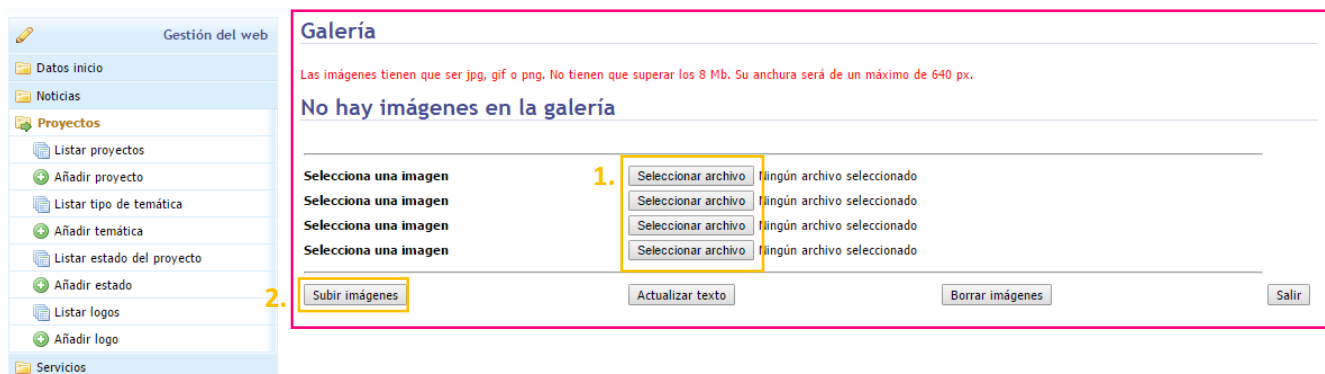 Gestión del web
Datos inicio
Noticias
Proyectos
Listar proyectos
Añadir proyecto
Listar tipo de temática
Añadir temática
Listar estado del proyecto
Añadir estado
Listar logos
Añadir logo
Servicios
Galería
Las imágenes tienen que ser jpg, gif o png. No tienen que superar los 8 Mb. Su anchura será de un máximo de 640 px.
No hay imágenes en la galería
1.
Selecciona una imagen Seleccionar archivo Ningún archivo seleccionado
Selecciona una imagen Seleccionar archivo Ningún archivo seleccionado
Selecciona una imagen Seleccionar archivo Ningún archivo seleccionado
Selecciona una imagen Seleccionar archivo Ningún archivo seleccionado
2.
Subir imágenes Actualizar texto Borrar imágenes Salir